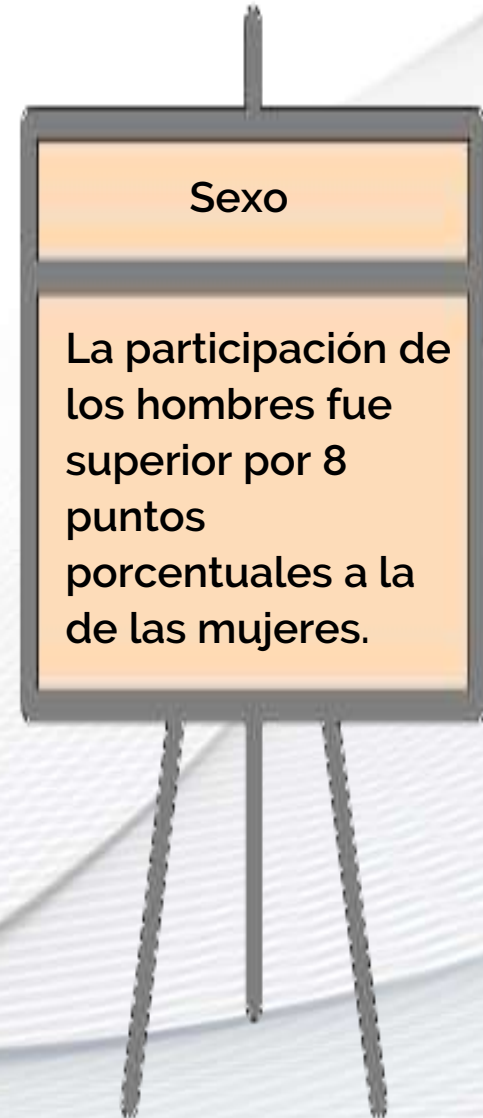 Sexo
La participación de
los hombres fue
superior por 8
puntos
porcentuales a la
de las mujeres.